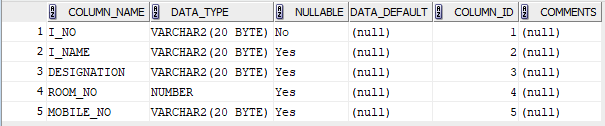 COLUMN_NAME DATA_TYPE NULLABLE DATA_DEFAULT COLUMN_ID COMMENTS
1 I_NO VARCHAR2(20 BYTE) No (null) 1 (null)
2 I_NAME VARCHAR2(20 BYTE) Yes (null) 2 (null)
3 DESIGNATION VARCHAR2(20 BYTE) Yes (null) 3 (null)
4 ROOM_NO NUMBER Yes (null) 4 (null)
5 MOBILE_NO VARCHAR2(20 BYTE) Yes (null) 5 (null)